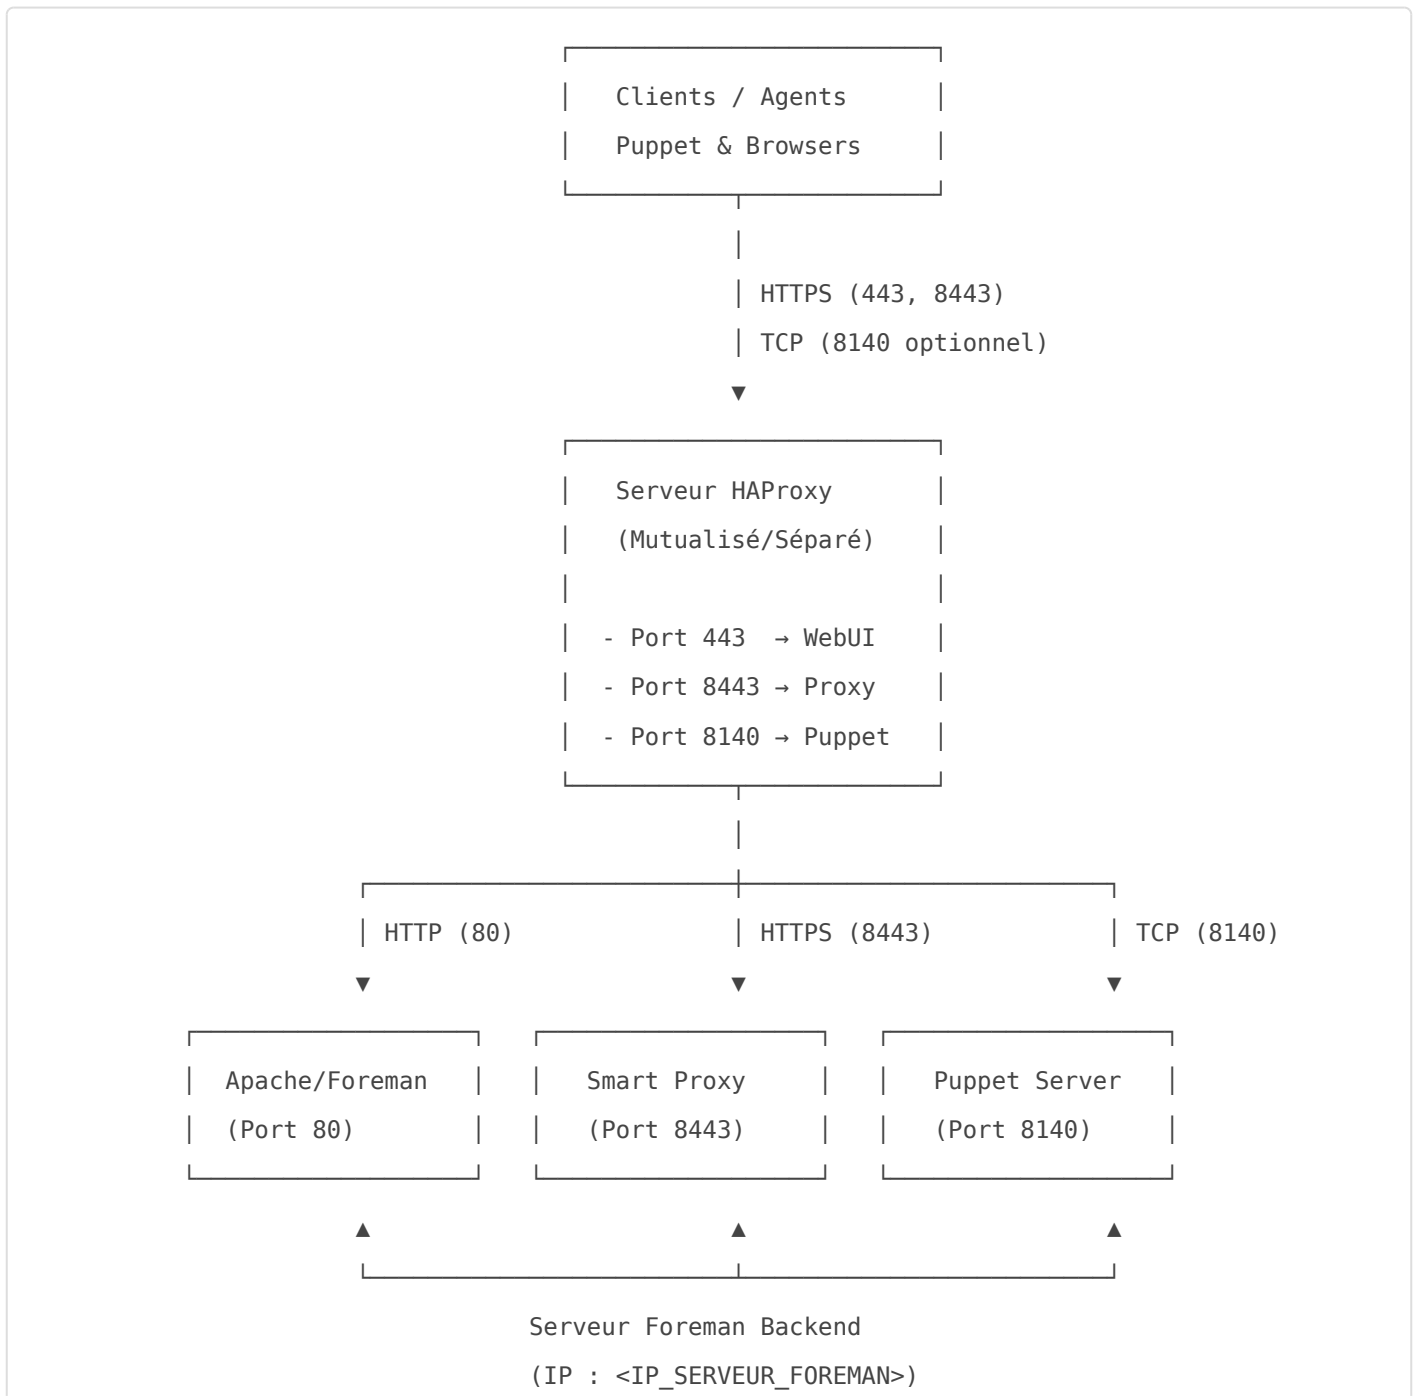 Clients / Agents
Puppet & Browsers
HTTPS (443, 8443)
TCP (8140 optionnel)
Serveur HAProxy
(Mutualisé/Séparé)
- Port 443 → WebUI
- Port 8443 → Proxy
- Port 8140 → Puppet
HTTP (80) HTTPS (8443) TCP (8140)
Apache/Foreman Smart Proxy Puppet Server
(Port 80) (Port 8443) (Port 8140)
Serveur Foreman Backend
(IP : <IP_SERVEUR_FOREMAN>)